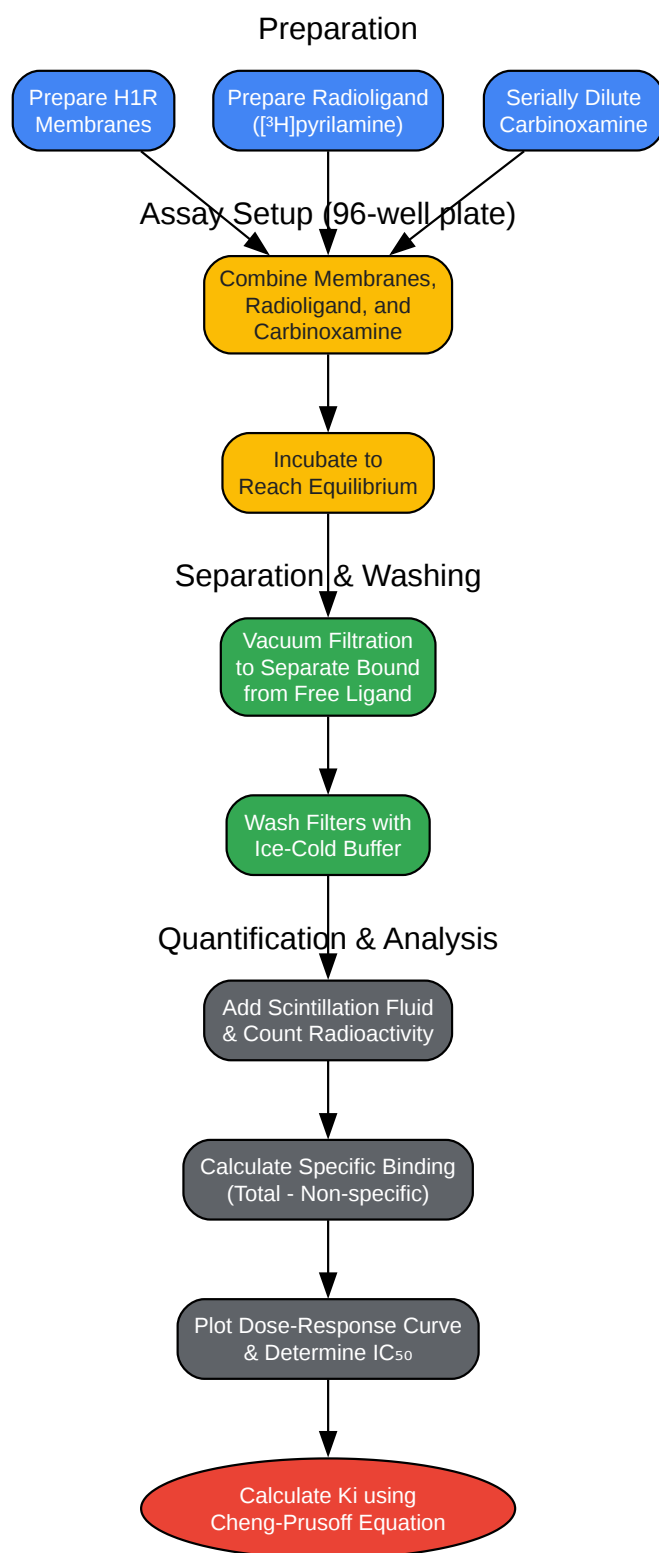 Preparation
Prepare H1R
Membranes
Prepare Radioligand
([³H]pyrilamine)
Serially Dilute
Carbinoxamine
Assay Setup (96-well plate)
Combine Membranes,
Radioligand, and
Carbinoxamine
Incubate to
Reach Equilibrium
Separation & Washing
Vacuum Filtration
to Separate Bound
from Free Ligand
Wash Filters with
Ice-Cold Buffer
Quantification & Analysis
Add Scintillation Fluid
& Count Radioactivity
Calculate Specific Binding
(Total - Non-specific)
Plot Dose-Response Curve
& Determine IC₅₀
Calculate Ki using
Cheng-Prusoff Equation